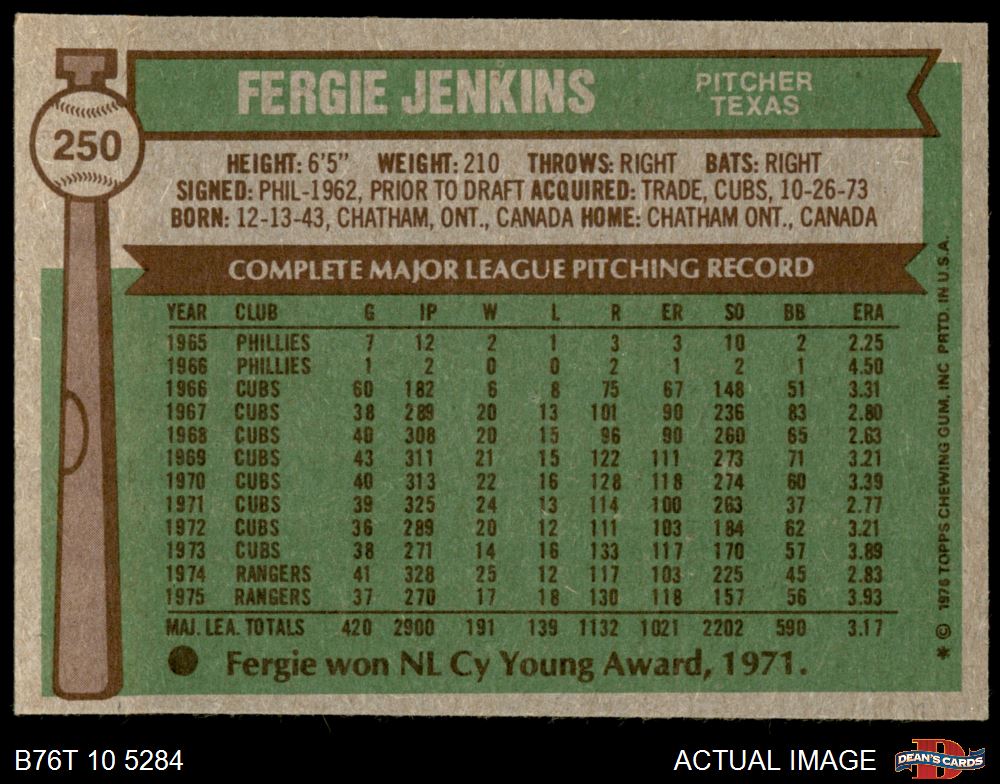 FERGIE JENKINS
PITCHER
TEXAS
250
HEIGHT: 6'5" WEIGHT: 210 THROWS: RIGHT BATS: RIGHT
SIGNED: PHIL-1962, PRIOR TO DRAFT ACQUIRED: TRADE, CUBS, 10-26-73
BORN: 12-13-43, CHATHAM, ONT., CANADA HOME: CHATHAM ONT., CANADA
COMPLETE MAJOR LEAGUE PITCHING RECORD
YEAR CLUB G IP W L R ER SO BB ERA
1965 PHILLIES 7 12 2 1 3 3 10 2 2.25
1966 PHILLIES 1 2 0 0 2 1 2 1 4.50
1966 CUBS 60 182 6 8 75 67 148 51 3.31
1967 CUBS 38 289 20 13 101 90 236 83 2.80
1968 CUBS 40 308 20 15 96 90 260 65 2.63
1969 CUBS 43 311 21 15 122 111 273 71 3.21
1970 CUBS 40 313 22 16 128 118 274 60 3.39
1971 CUBS 39 325 24 13 114 100 263 37 2.77
1972 CUBS 36 289 20 12 111 103 184 62 3.21
1973 CUBS 38 271 14 16 133 117 170 57 3.89
1974 RANGERS 41 328 25 12 117 103 225 45 2.83
1975 RANGERS 37 270 17 18 130 118 157 56 3.93
MAJ. LEA. TOTALS 420 2900 191 139 1132 1021 2202 590 3.17
Fergie won NL Cy Young Award, 1971.
* © 1976 TOPPS CHEWING GUM, INC PRTD. IN U.S.A.
B76T 10 5284
ACTUAL IMAGE
DEAN'S CARDS